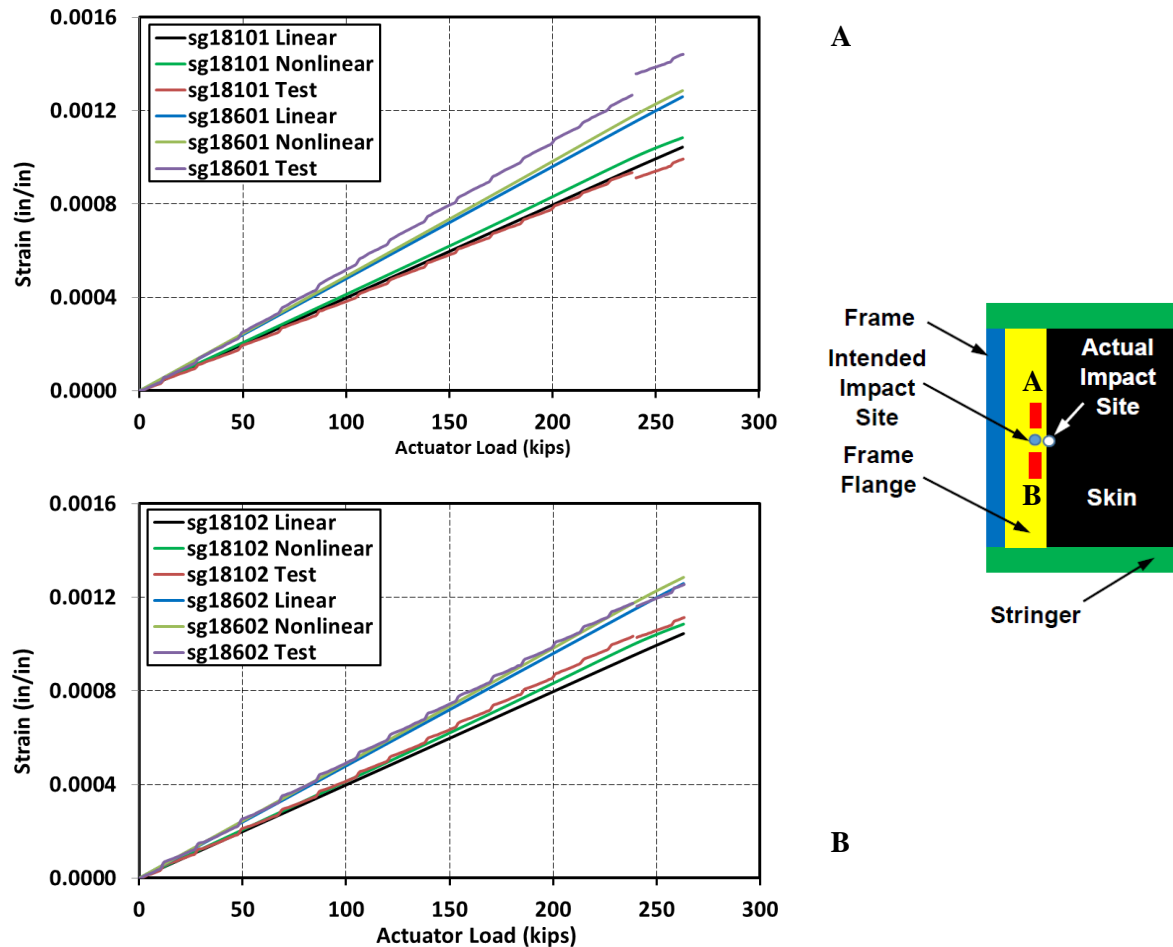 0.0016
0.0012
0.0008
0.0004
0.0000
Strain (in/in)
sg18101 Linear
sg18101 Nonlinear
sg18101 Test
sg18601 Linear
sg18601 Nonlinear
sg18601 Test
0 50 100 150 200 250 300
Actuator Load (kips)
A
0.0016
0.0012
0.0008
0.0004
0.0000
Strain (in/in)
sg18102 Linear
sg18102 Nonlinear
sg18102 Test
sg18602 Linear
sg18602 Nonlinear
sg18602 Test
0 50 100 150 200 250 300
Actuator Load (kips)
B
Frame
Intended
Impact
Site
Frame
Flange
A
B
Actual
Impact
Site
Skin
Stringer